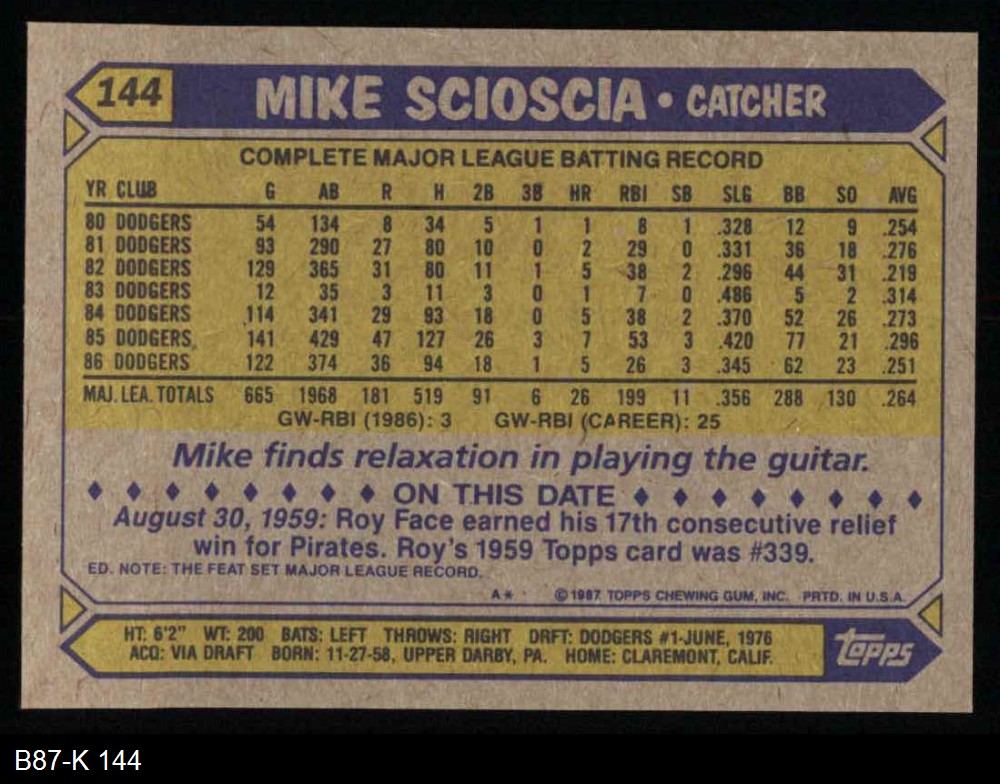 144 MIKE SCIOSCIA • CATCHER
COMPLETE MAJOR LEAGUE BATTING RECORD
YR CLUB G AB R H 2B 3B HR RBI SB SLG BB SO AVG
80 DODGERS 54 134 8 34 5 1 1 8 1 .328 12 9 .254
81 DODGERS 93 290 27 80 10 0 2 29 0 .331 36 18 .276
82 DODGERS 129 365 31 80 11 1 5 38 2 .296 44 31 .219
83 DODGERS 12 35 3 11 3 0 1 7 0 .486 5 2 .314
84 DODGERS 114 341 29 93 18 0 5 38 2 .370 52 26 .273
85 DODGERS 141 429 47 127 26 3 7 53 3 .420 77 21 .296
86 DODGERS 122 374 36 94 18 1 5 26 3 .345 62 23 .251
MAJ. LEA. TOTALS 665 1968 181 519 91 6 26 199 11 .356 288 130 .264
GW-RBI (1986): 3 GW-RBI (CAREER): 25
Mike finds relaxation in playing the guitar.
♦ ♦ ♦ ♦ ♦ ♦ ♦ ♦ ON THIS DATE ♦ ♦ ♦ ♦ ♦ ♦ ♦ ♦
August 30, 1959: Roy Face earned his 17th consecutive relief
win for Pirates. Roy's 1959 Topps card was #339.
ED. NOTE: THE FEAT SET MAJOR LEAGUE RECORD.
A* © 1987 TOPPS CHEWING GUM, INC. PRTD. IN U.S.A.
HT: 6'2" WT: 200 BATS: LEFT THROWS: RIGHT DRFT: DODGERS #1-JUNE, 1976
ACQ: VIA DRAFT BORN: 11-27-58, UPPER DARBY, PA. HOME: CLAREMONT, CALIF.
Topps
B87-K 144